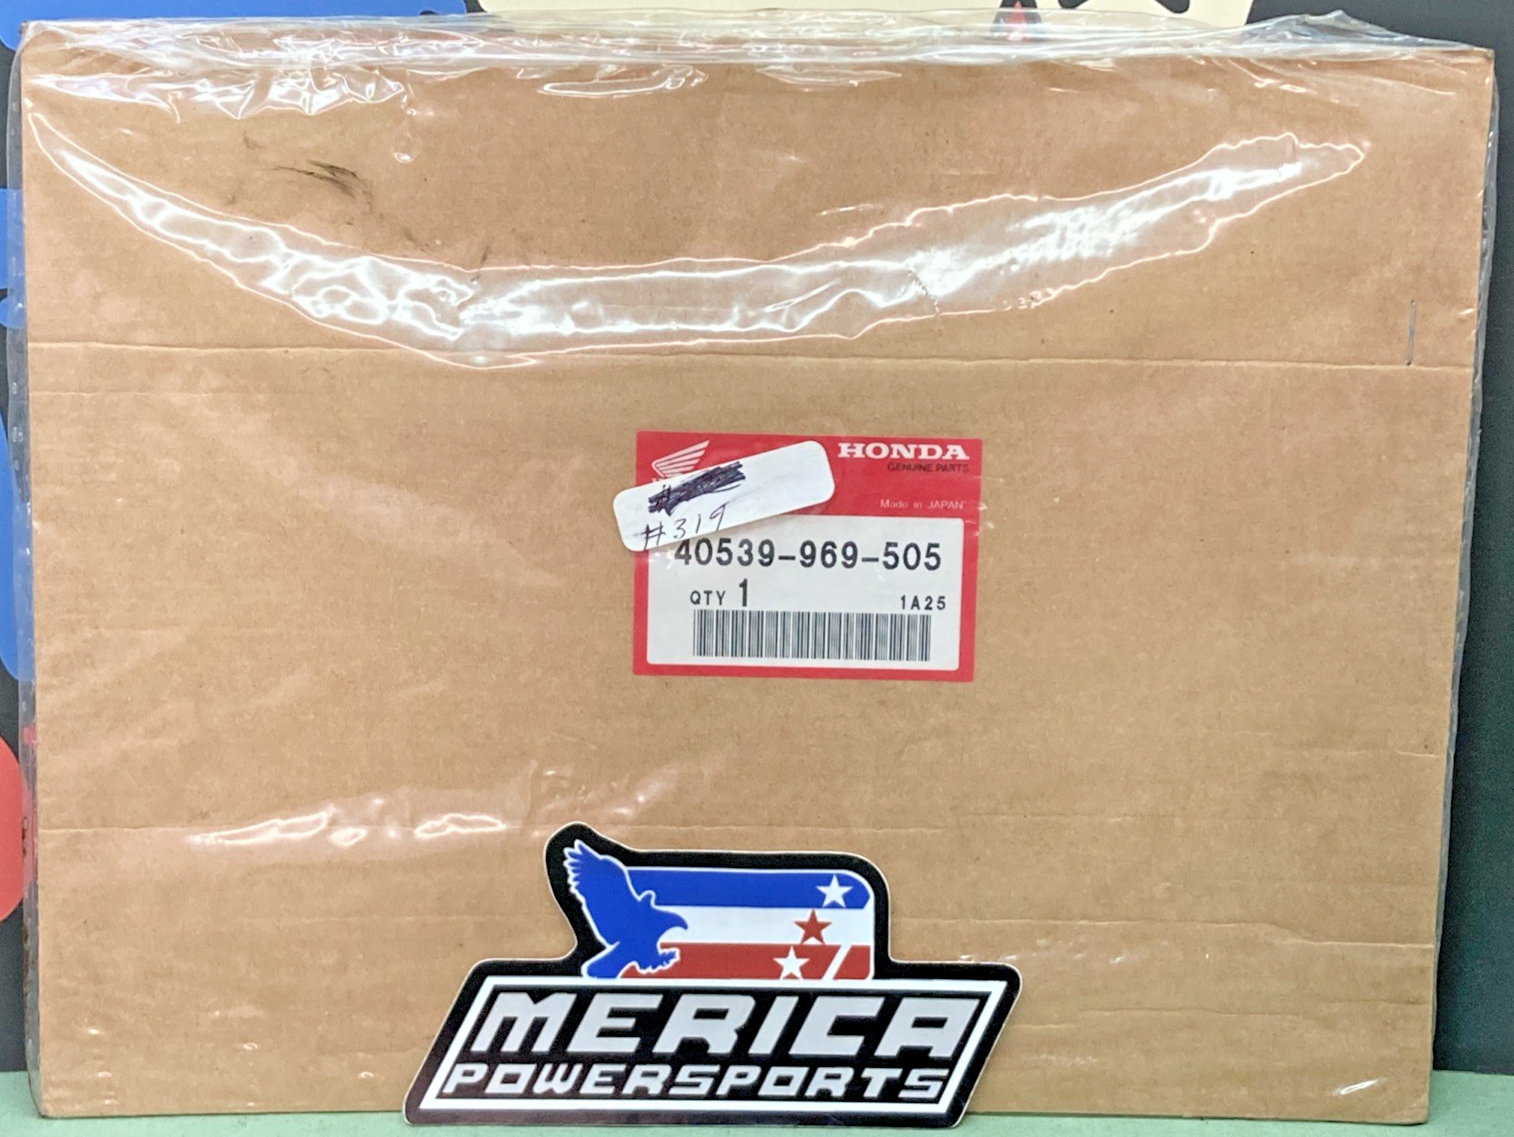 HONDA
GENUINE PARTS
Made in JAPAN
#319
40539-969-505
QTY 1 1A25
MERICA
POWERSPORTS